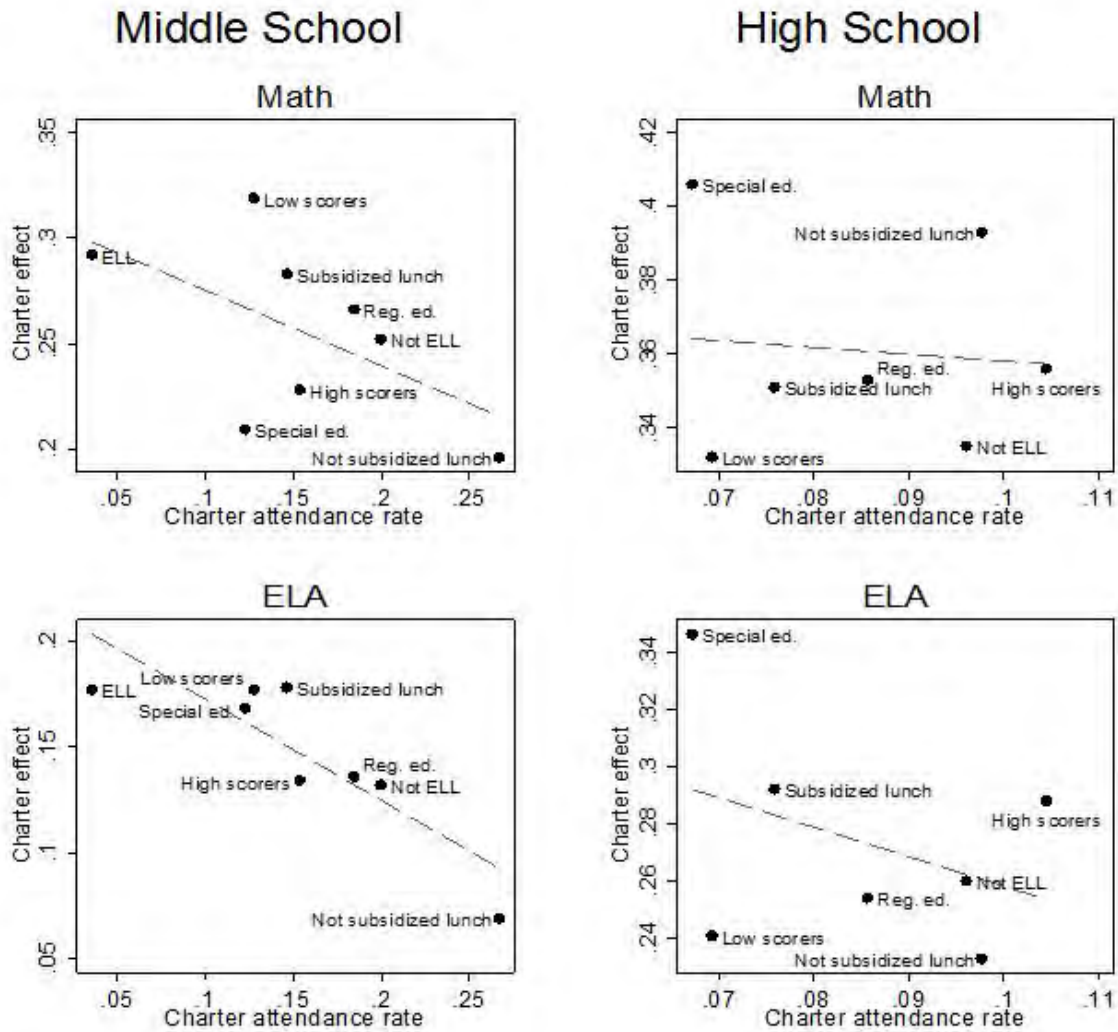 Middle School
High School
Math
Charter effect
.35
.3
.25
.2
Low scorers
ELL
Subsidized lunch
Reg. ed.
Not ELL
High scorers
Special ed.
Not subsidized lunch
.05 .1 .15 .2 .25
Charter attendance rate
Math
Charter effect
.42
.4
.38
.36
.34
Special ed.
Not subsidized lunch
Reg. ed.
Subsidized lunch
High scorers
Not ELL
Low scorers
.07 .08 .09 .1 .11
Charter attendance rate
ELA
Charter effect
.2
.15
.1
.05
Low scorers
ELL
Subsidized lunch
Special ed.
Reg. ed.
High scorers
Not ELL
Not subsidized lunch
.05 .1 .15 .2 .25
Charter attendance rate
ELA
Charter effect
.34
.32
.3
.28
.26
.24
Special ed.
Subsidized lunch
High scorers
Not ELL
Reg. ed.
Low scorers
Not subsidized lunch
.07 .08 .09 .1 .11
Charter attendance rate